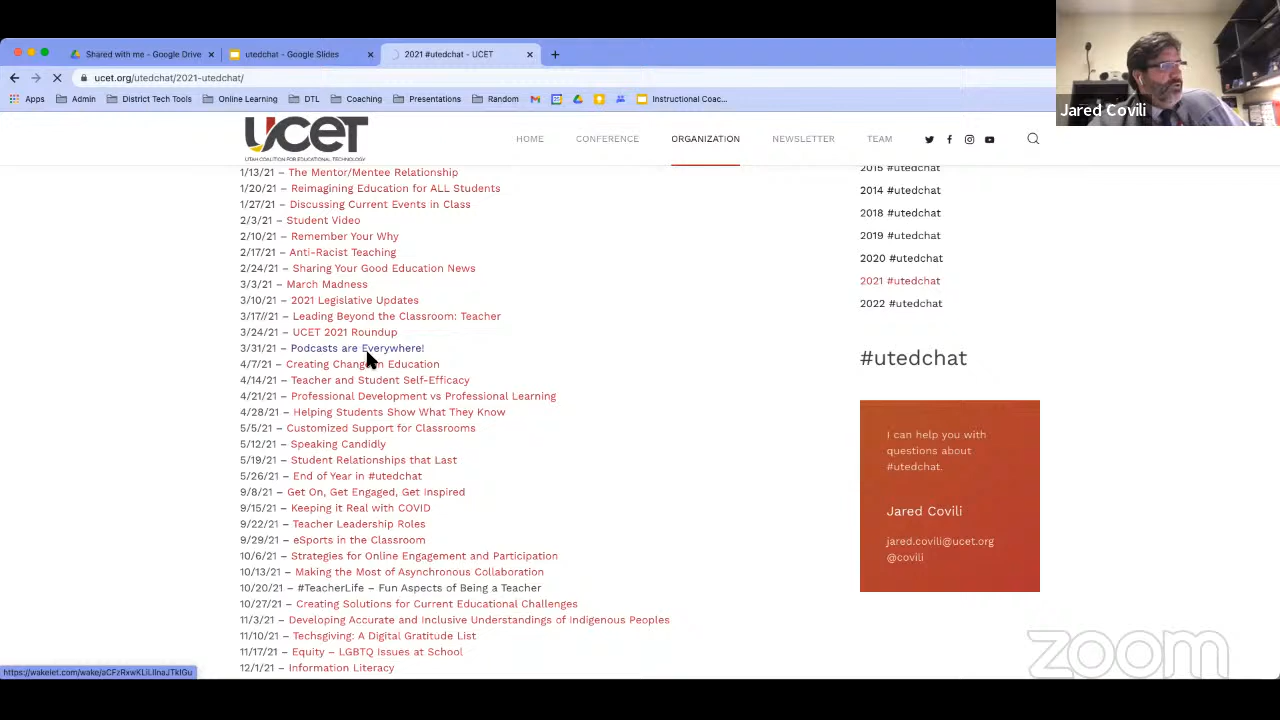 Shared with me - Google Drive
utedchat - Google Slides
2021 #utedchat - UCET
ucet.org/utedchat/2021-utedchat/
Apps
District Tech Tools
Online Learning
DTC
Presentations
Random
Instructional Coac...
Jared Covili
UCET
UTAH COALITION FOR EDUCATIONAL TECHNOLOGY
HOME
CONFERENCE
ORGANIZATION
NEWSLETTER
TEAM
1/13/21 – The Mentor/Mentee Relationship
1/20/21 – Reimagining Education for ALL Students
1/27/21 – Discussing Current Events in Class
2/3/21 – Student Video
2/10/21 – Remember Your Why
2/17/21 – Anti-Racist Teaching
2/24/21 – Sharing Your Good Education News
3/3/21 – March Madness
3/10/21 – 2021 Legislative Updates
3/17//21 – Leading Beyond the Classroom: Teacher
3/24/21 – UCET 2021 Roundup
3/31/21 – Podcasts are Everywhere!
4/7/21 – Creating Change in Education
4/14/21 – Teacher and Student Self-Efficacy
4/21/21 – Professional Development vs Professional Learning
4/28/21 – Helping Students Show What They Know
5/5/21 – Customized Support for Classrooms
5/12/21 – Speaking Candidly
5/19/21 – Student Relationships that Last
5/26/21 – End of Year in #utedchat
9/8/21 – Get On, Get Engaged, Get Inspired
9/15/21 – Keeping it Real with COVID
9/22/21 – Teacher Leadership Roles
9/29/21 – eSports in the Classroom
10/6/21 – Strategies for Online Engagement and Participation
10/13/21 – Making the Most of Asynchronous Collaboration
10/20/21 – #TeacherLife – Fun Aspects of Being a Teacher
10/27/21 – Creating Solutions for Current Educational Challenges
11/3/21 – Developing Accurate and Inclusive Understandings of Indigenous Peoples
11/10/21 – Techsgiving: A Digital Gratitude List
11/17/21 – Equity – LGBTQ Issues at School
12/1/21 – Information Literacy
2015 #utedchat
2014 #utedchat
2018 #utedchat
2019 #utedchat
2020 #utedchat
2021 #utedchat
2022 #utedchat
#utedchat
I can help you with
questions about
#utedchat.
Jared Covili
jared.covili@ucet.org
@covili
zoom